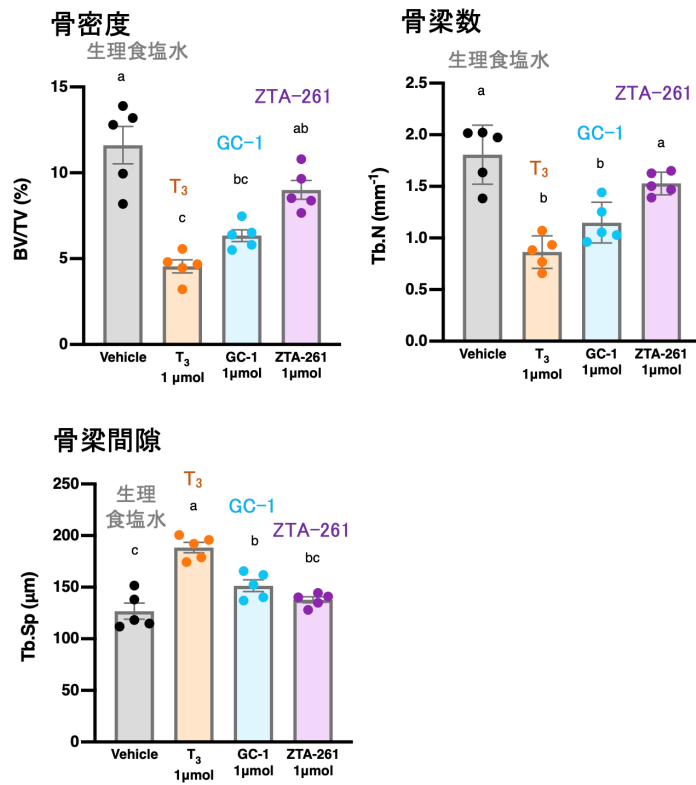 骨密度
生理食塩水
a
ZTA-261
ab
GC-1
bc
T3
c
15
10
5
0
BV/TV (%)
Vehicle
T3
1 μmol
GC-1
1μmol
ZTA-261
1μmol
骨梁数
生理食塩水
a
ZTA-261
a
GC-1
b
T3
b
2.5
2.0
1.5
1.0
0.5
0.0
Tb.N (mm-1)
Vehicle
T3
1μmol
GC-1
1μmol
ZTA-261
1μmol
骨梁間隙
生理
食塩水
c
T3
a
GC-1
b
ZTA-261
bc
250
200
150
100
50
0
Tb.Sp (μm)
Vehicle
T3
1μmol
GC-1
1μmol
ZTA-261
1μmol